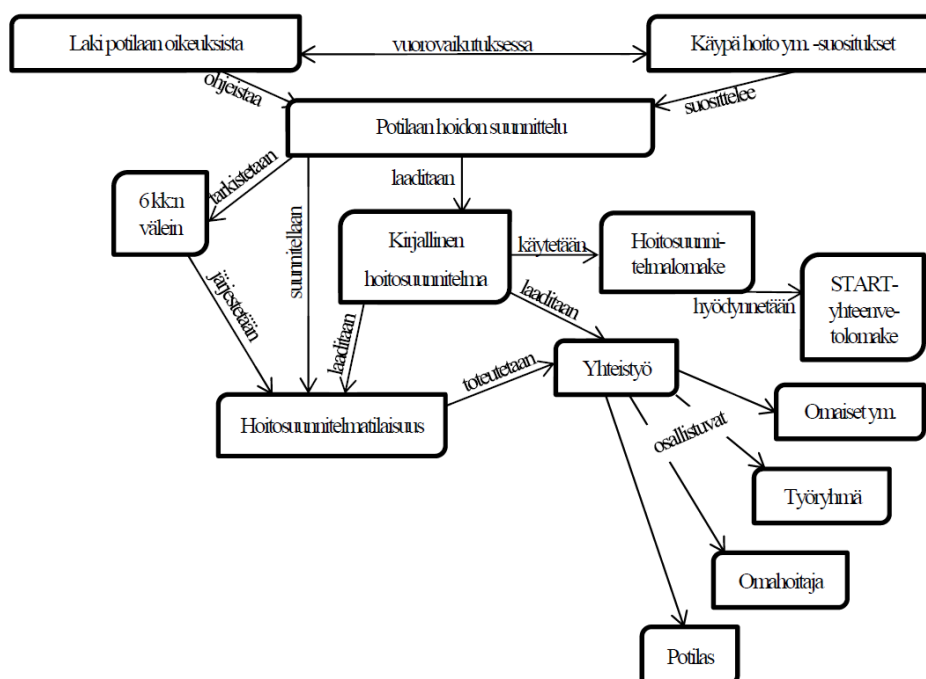 Laki potilaan oikeuksista
vuorovaikutuksessa
Käypä hoito ym. -suositukset
ohjeistaa
suosittelee
Potilaan hoidon suunnittelu
tarkistetaan
laaditaan
6 kk:n
välein
suunnitellaan
Kirjallinen
hoitosuunnitelma
käytetään
Hoitosuunni-
telmalomake
hyödynnetään
START-
yhteenve-
tolomake
järjestetään
laaditaan
laaditaan
toteutetaan
Yhteistyö
Hoitosuunnitelmatilaisuus
osallistuvat
Omaiset ym.
Työryhmä
Omahoitaja
Potilas